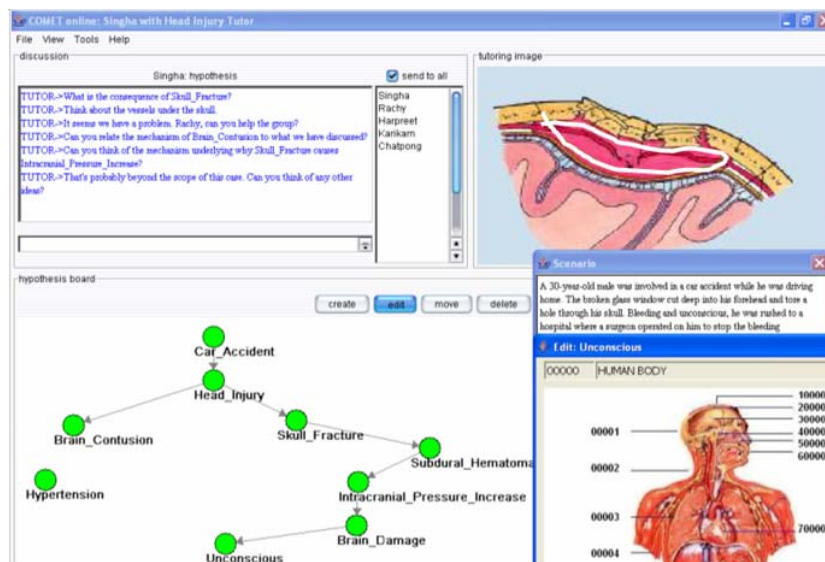 COMET online: Singha with Head Injury Tutor
File View Tools Help
discussion
Singha: hypothesis
send to all
TUTOR->What is the consequence of Skull_Fracture?
TUTOR->Think about the vessels under the skull.
TUTOR->It seems we have a problem. Rachy, can you help the group?
TUTOR->Can you relate the mechanism of Brain_Contusion to what we have discussed?
TUTOR->Can you think of the mechanism underlying why Skull_Fracture causes
Intracranial_Pressure_Increase?
TUTOR->That's probably beyond the scope of this case. Can you think of any other
ideas?
Singha
Rachy
Harpreet
Kankarn
Chatpong
tutoring image
hypothesis board
create edit move delete
Car_Accident
Head_Injury
Brain_Contusion
Skull_Fracture
Subdural_Hematoma
Hypertension
Intracranial_Pressure_Increase
Brain_Damage
Unconscious
Scenario
A 30-year-old male was involved in a car accident while he was driving
home. The broken glass window cut deep into his forehead and tore a
hole through his skull. Bleeding and unconscious, he was rushed to a
hospital where a surgeon operated on him to stop the bleeding
Edit: Unconscious
00000 HUMAN BODY
10000
20000
30000
00001 40000
50000
60000
00002
00003
70000
00004